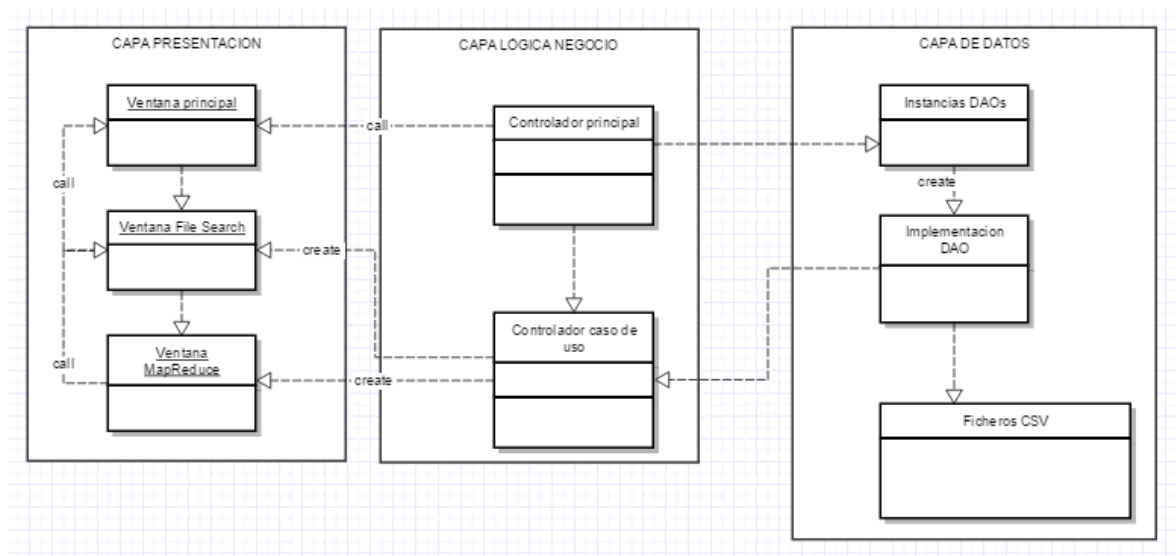 CAPA PRESENTACION
Ventana principal
call
Ventana File Search
Ventana
MapReduce
call
CAPA LÓGICA NEGOCIO
call
Controlador principal
create
Controlador caso de
uso
create
CAPA DE DATOS
Instancias DAOs
create
Implementacion
DAO
Ficheros CSV